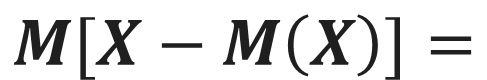 M[X − M(X)] =